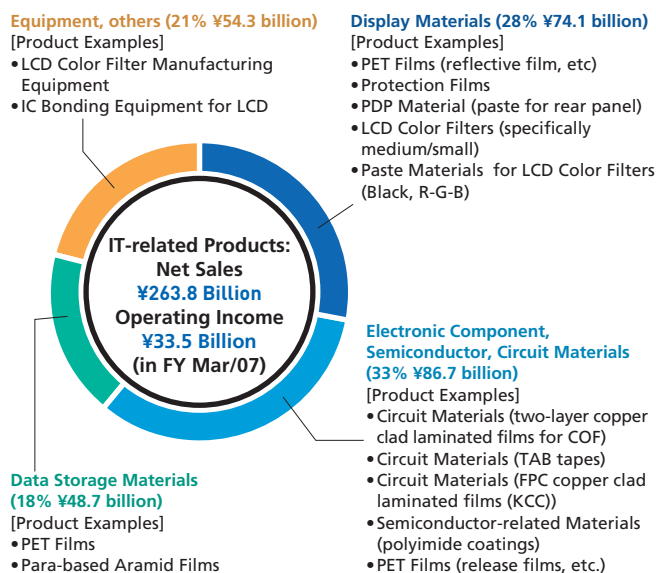 Equipment, others (21% ¥54.3 billion)
[Product Examples]
•LCD Color Filter Manufacturing
Equipment
•IC Bonding Equipment for LCD
Display Materials (28% ¥74.1 billion)
[Product Examples]
•PET Films (reflective film, etc)
•Protection Films
•PDP Material (paste for rear panel)
•LCD Color Filters (specifically
medium/small)
•Paste Materials for LCD Color Filters
(Black, R-G-B)
IT-related Products:
Net Sales
¥263.8 Billion
Operating Income
¥33.5 Billion
(in FY Mar/07)
Electronic Component,
Semiconductor, Circuit Materials
(33% ¥86.7 billion)
[Product Examples]
•Circuit Materials (two-layer copper
clad laminated films for COF)
•Circuit Materials (TAB tapes)
•Circuit Materials (FPC copper clad
laminated films (KCC))
•Semiconductor-related Materials
(polyimide coatings)
•PET Films (release films, etc.)
Data Storage Materials
(18% ¥48.7 billion)
[Product Examples]
•PET Films
•Para-based Aramid Films